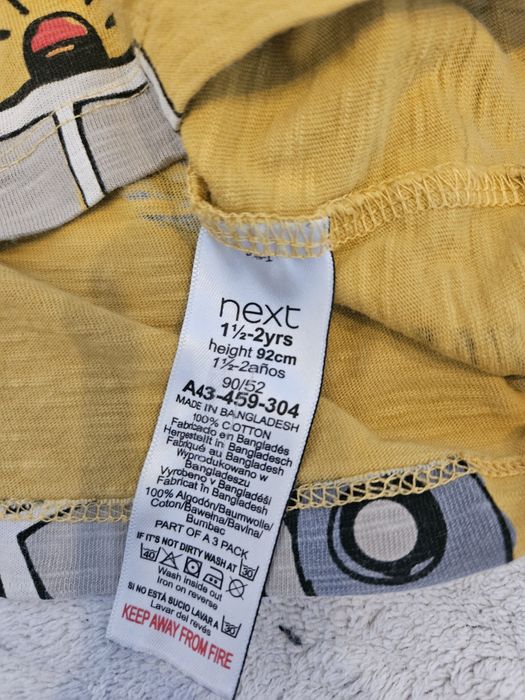 next
1½-2yrs
height 92cm
1½-2años
90/52
A43-459-304
MADE IN BANGLADESH
100% COTTON
Fabricado en Bangladés
Hergestellt in Bangladesch
Fabriqué au Bangladesh
Wyprodukowano w
Bangladeszu
Vyrobeno v Bangladéši
Fabricat în Bangladesh
100% Algodón/Baumwolle/
Coton/Bawełna/Bavlna/
Bumbac
PART OF A 3 PACK
IF IT'S NOT DIRTY WASH AT 30
40
Wash inside out
Iron on reverse
SI NO ESTÁ SUCIO LAVAR A 30
Lavar del revés
KEEP AWAY FROM FIRE